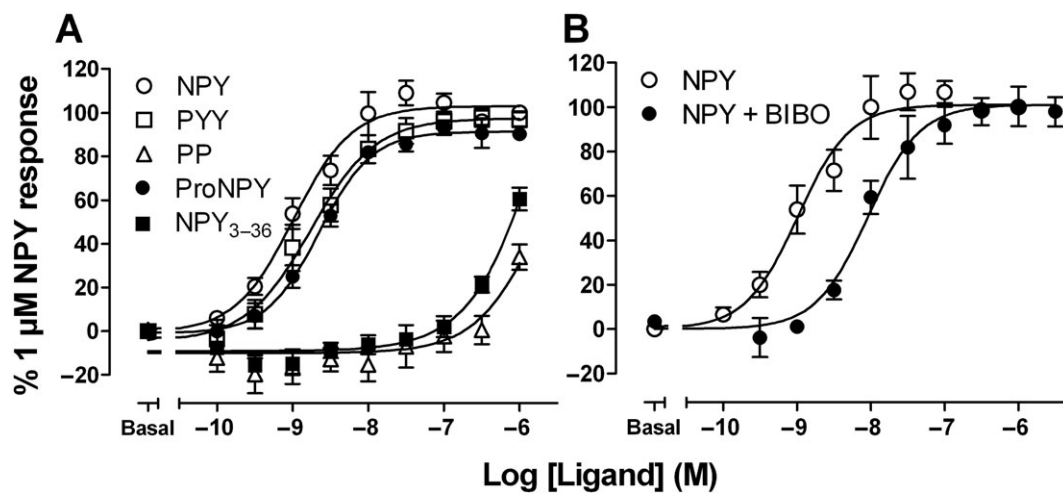 A
B
% 1 µM NPY response
120
100
80
60
40
20
0
−20
NPY
PYY
PP
ProNPY
NPY3–36
Basal −10 −9 −8 −7 −6
120
100
80
60
40
20
0
−20
NPY
NPY + BIBO
Basal −10 −9 −8 −7 −6
Log [Ligand] (M)